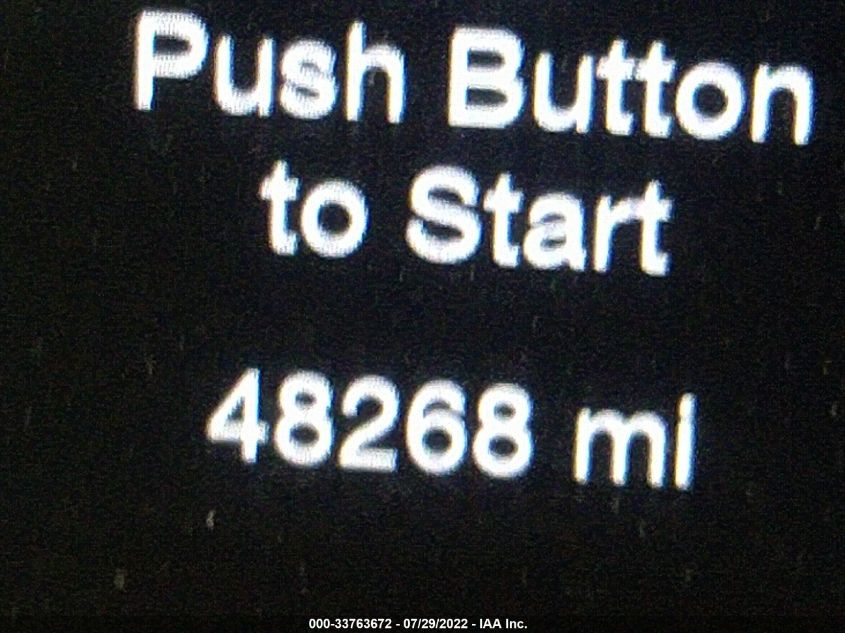 Push Button
to Start
48268 mi
000-33763672 - 07/29/2022 - IAA Inc.